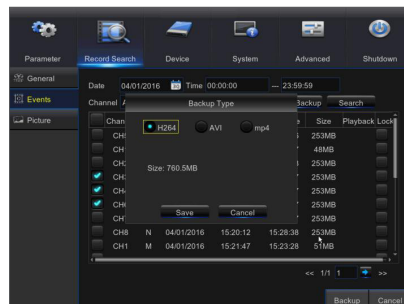 Parameter Record Search Device System Advanced Shutdown
General
Events
Picture
Date 04/01/2016 Time 00:00:00 --- 23:59:59
Channel Backup Search
Backup Type
Size Playback Lock
H264 AVI mp4
253MB
48MB
253MB
Size: 760.5MB
253MB
253MB
253MB
253MB
Save Cancel
CH8 N 04/01/2016 15:20:12 15:28:38 253MB
CH1 M 04/01/2016 15:21:47 15:23:28 51MB
<< 1/1 1 >>
Backup Cancel